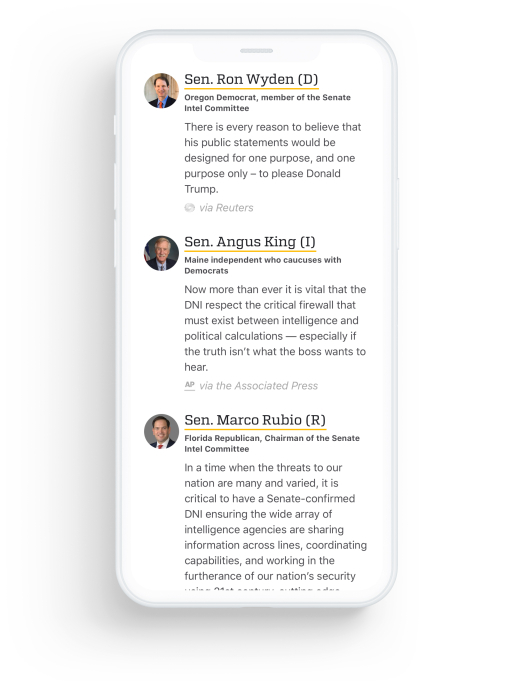 Sen. Ron Wyden (D)
Oregon Democrat, member of the Senate
Intel Committee
There is every reason to believe that
his public statements would be
designed for one purpose, and one
purpose only – to please Donald
Trump.
via Reuters
Sen. Angus King (I)
Maine independent who caucuses with
Democrats
Now more than ever it is vital that the
DNI respect the critical firewall that
must exist between intelligence and
political calculations — especially if
the truth isn’t what the boss wants to
hear.
AP via the Associated Press
Sen. Marco Rubio (R)
Florida Republican, Chairman of the Senate
Intel Committee
In a time when the threats to our
nation are many and varied, it is
critical to have a Senate-confirmed
DNI ensuring the wide array of
intelligence agencies are sharing
information across lines, coordinating
capabilities, and working in the
furtherance of our nation’s security
using 21st century, cutting edge